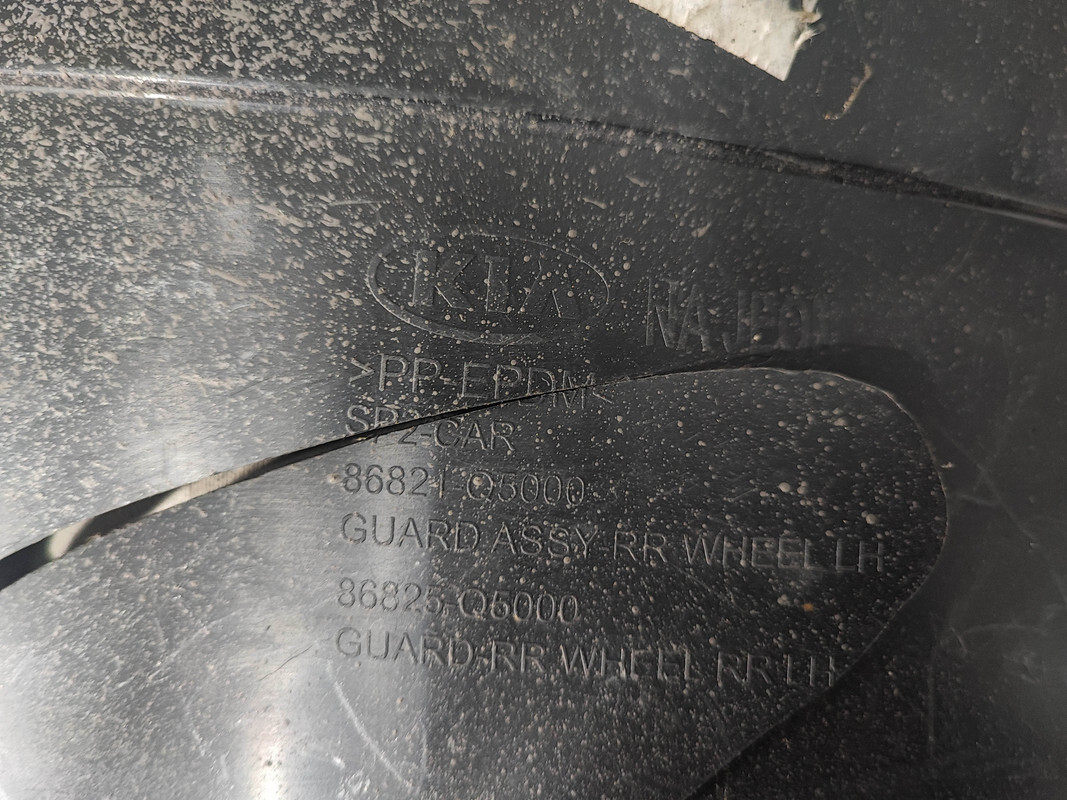 KIA
>PP-EPDM<
SP2-CAR
86821-Q5000
GUARD ASSY-RR WHEEL LH
86825-Q5000
GUARD-RR WHEEL RR LH